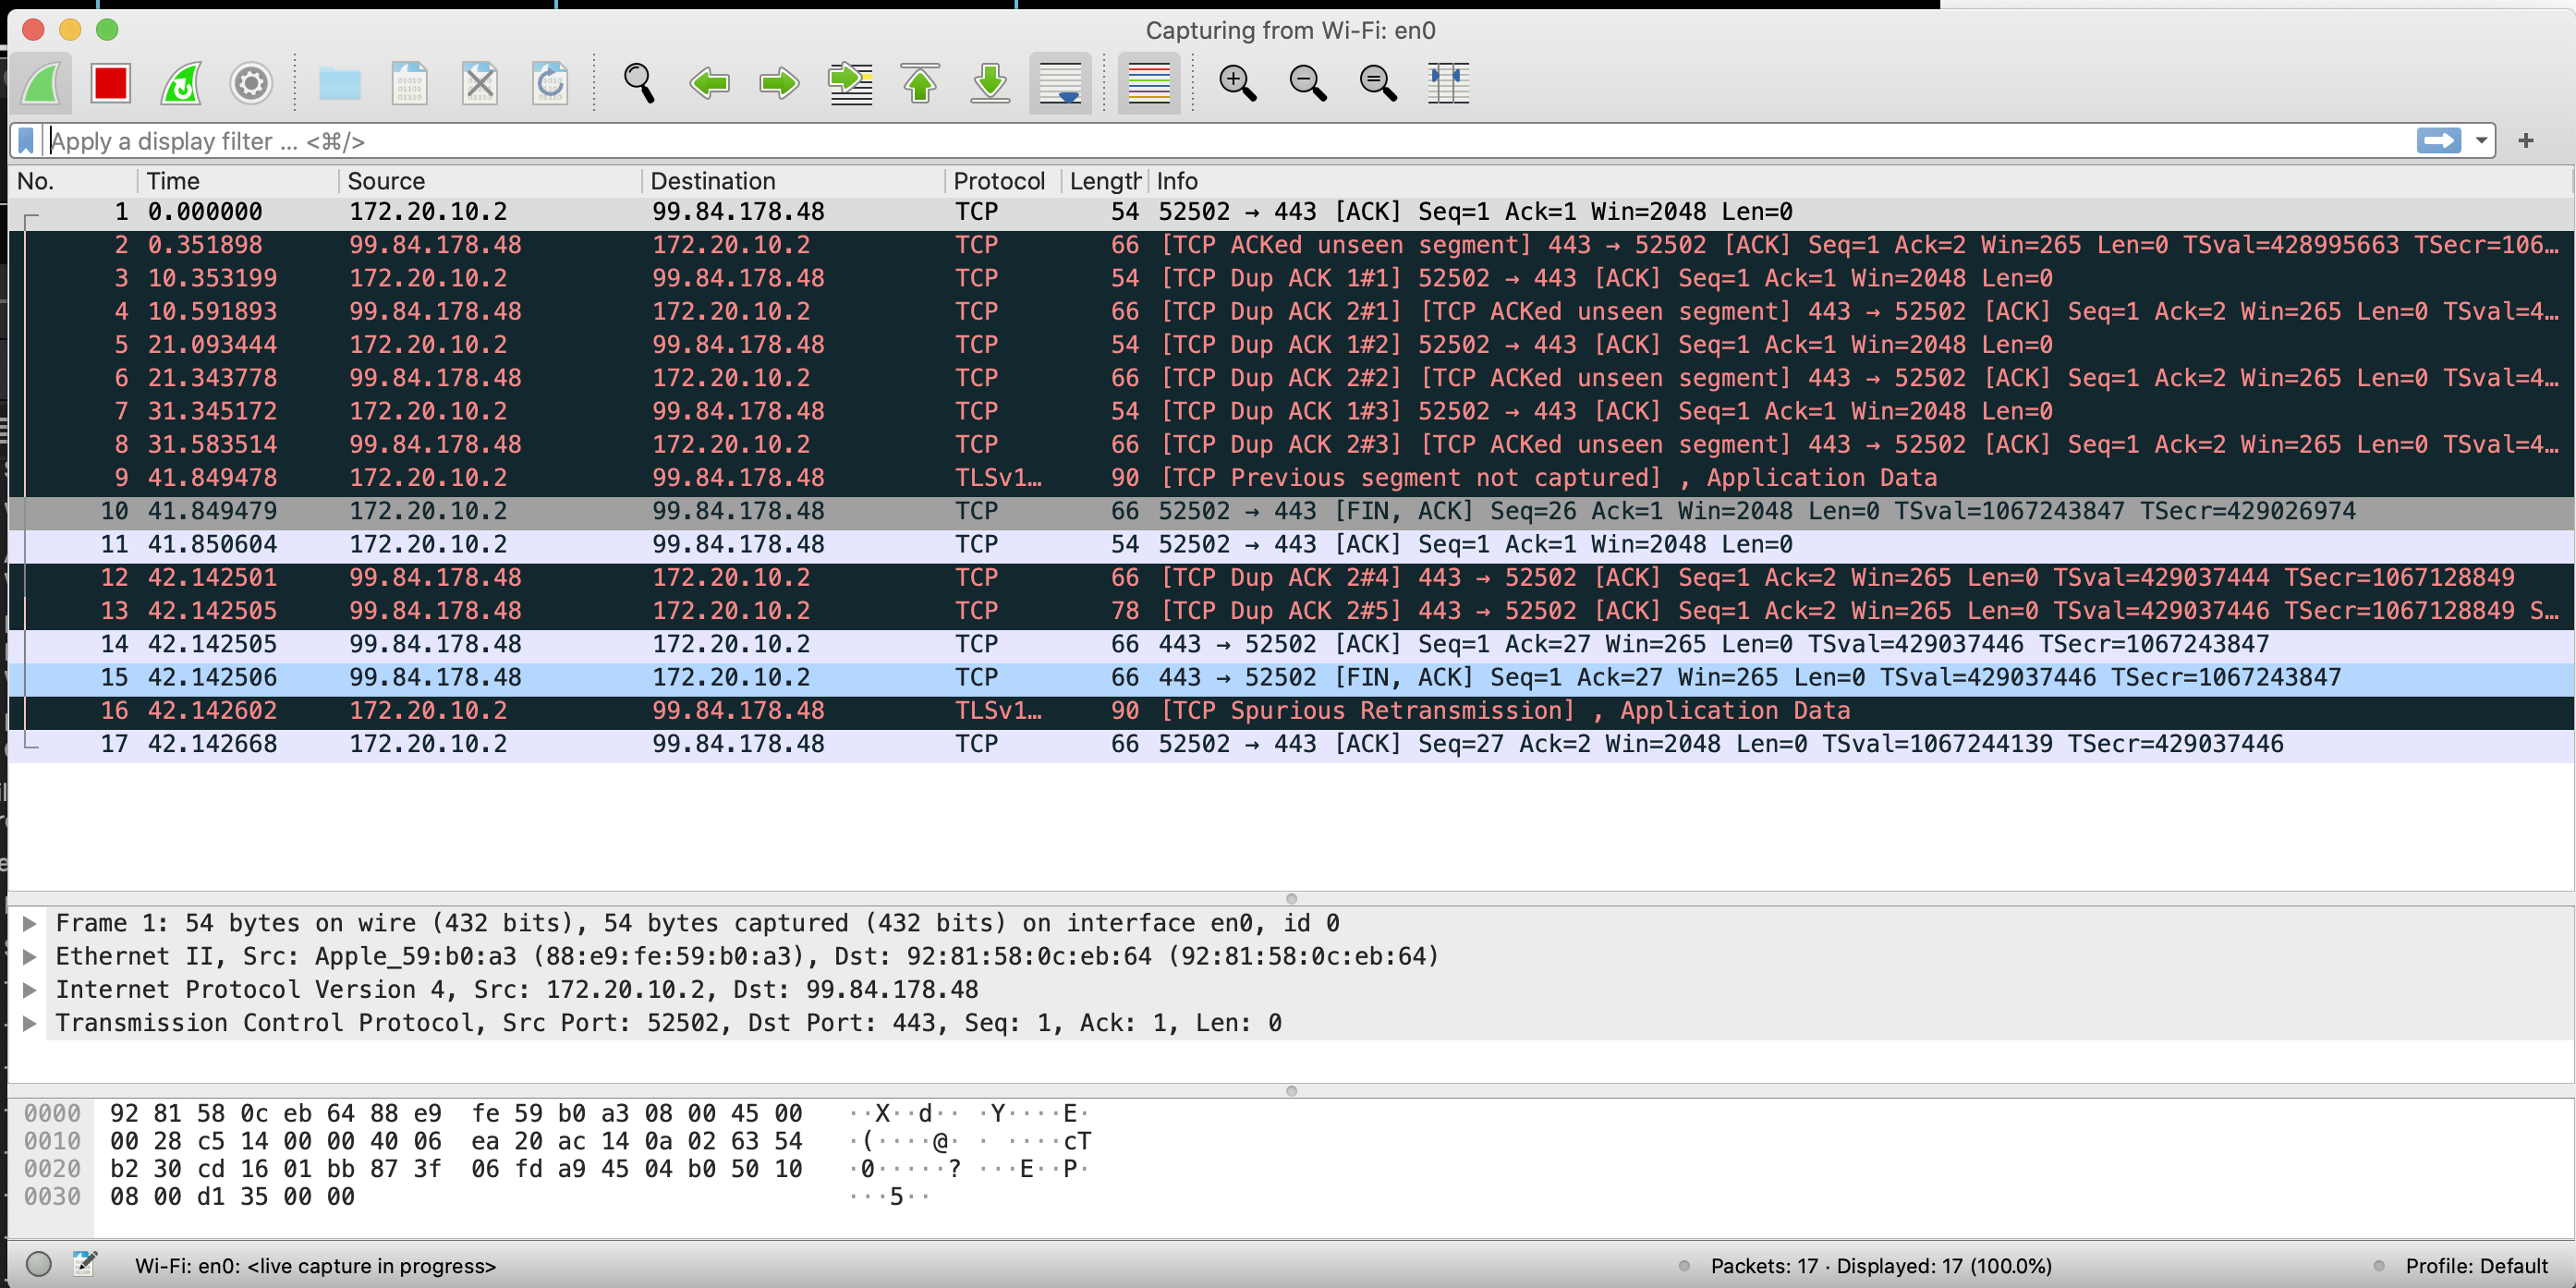 Capturing from Wi-Fi: en0
Apply a display filter ... <⌘/>
+
No. Time Source Destination Protocol Length Info
1 0.000000 172.20.10.2 99.84.178.48 TCP 54 52502 → 443 [ACK] Seq=1 Ack=1 Win=2048 Len=0
2 0.351898 99.84.178.48 172.20.10.2 TCP 66 [TCP ACKed unseen segment] 443 → 52502 [ACK] Seq=1 Ack=2 Win=265 Len=0 TSval=428995663 TSecr=106…
3 10.353199 172.20.10.2 99.84.178.48 TCP 54 [TCP Dup ACK 1#1] 52502 → 443 [ACK] Seq=1 Ack=1 Win=2048 Len=0
4 10.591893 99.84.178.48 172.20.10.2 TCP 66 [TCP Dup ACK 2#1] [TCP ACKed unseen segment] 443 → 52502 [ACK] Seq=1 Ack=2 Win=265 Len=0 TSval=4…
5 21.093444 172.20.10.2 99.84.178.48 TCP 54 [TCP Dup ACK 1#2] 52502 → 443 [ACK] Seq=1 Ack=1 Win=2048 Len=0
6 21.343778 99.84.178.48 172.20.10.2 TCP 66 [TCP Dup ACK 2#2] [TCP ACKed unseen segment] 443 → 52502 [ACK] Seq=1 Ack=2 Win=265 Len=0 TSval=4…
7 31.345172 172.20.10.2 99.84.178.48 TCP 54 [TCP Dup ACK 1#3] 52502 → 443 [ACK] Seq=1 Ack=1 Win=2048 Len=0
8 31.583514 99.84.178.48 172.20.10.2 TCP 66 [TCP Dup ACK 2#3] [TCP ACKed unseen segment] 443 → 52502 [ACK] Seq=1 Ack=2 Win=265 Len=0 TSval=4…
9 41.849478 172.20.10.2 99.84.178.48 TLSv1… 90 [TCP Previous segment not captured] , Application Data
10 41.849479 172.20.10.2 99.84.178.48 TCP 66 52502 → 443 [FIN, ACK] Seq=26 Ack=1 Win=2048 Len=0 TSval=1067243847 TSecr=429026974
11 41.850604 172.20.10.2 99.84.178.48 TCP 54 52502 → 443 [ACK] Seq=1 Ack=1 Win=2048 Len=0
12 42.142501 99.84.178.48 172.20.10.2 TCP 66 [TCP Dup ACK 2#4] 443 → 52502 [ACK] Seq=1 Ack=2 Win=265 Len=0 TSval=429037444 TSecr=1067128849
13 42.142505 99.84.178.48 172.20.10.2 TCP 78 [TCP Dup ACK 2#5] 443 → 52502 [ACK] Seq=1 Ack=2 Win=265 Len=0 TSval=429037446 TSecr=1067128849 S…
14 42.142505 99.84.178.48 172.20.10.2 TCP 66 443 → 52502 [ACK] Seq=1 Ack=27 Win=265 Len=0 TSval=429037446 TSecr=1067243847
15 42.142506 99.84.178.48 172.20.10.2 TCP 66 443 → 52502 [FIN, ACK] Seq=1 Ack=27 Win=265 Len=0 TSval=429037446 TSecr=1067243847
16 42.142602 172.20.10.2 99.84.178.48 TLSv1… 90 [TCP Spurious Retransmission] , Application Data
17 42.142668 172.20.10.2 99.84.178.48 TCP 66 52502 → 443 [ACK] Seq=27 Ack=2 Win=2048 Len=0 TSval=1067244139 TSecr=429037446
Frame 1: 54 bytes on wire (432 bits), 54 bytes captured (432 bits) on interface en0, id 0
Ethernet II, Src: Apple_59:b0:a3 (88:e9:fe:59:b0:a3), Dst: 92:81:58:0c:eb:64 (92:81:58:0c:eb:64)
Internet Protocol Version 4, Src: 172.20.10.2, Dst: 99.84.178.48
Transmission Control Protocol, Src Port: 52502, Dst Port: 443, Seq: 1, Ack: 1, Len: 0
0000 92 81 58 0c eb 64 88 e9 fe 59 b0 a3 08 00 45 00 ··X··d·· ·Y····E·
0010 00 28 c5 14 00 00 40 06 ea 20 ac 14 0a 02 63 54 ·(····@· · ····cT
0020 b2 30 cd 16 01 bb 87 3f 06 fd a9 45 04 b0 50 10 ·0·····? ···E··P·
0030 08 00 d1 35 00 00 ···5··
Wi-Fi: en0: <live capture in progress> Packets: 17 · Displayed: 17 (100.0%) Profile: Default